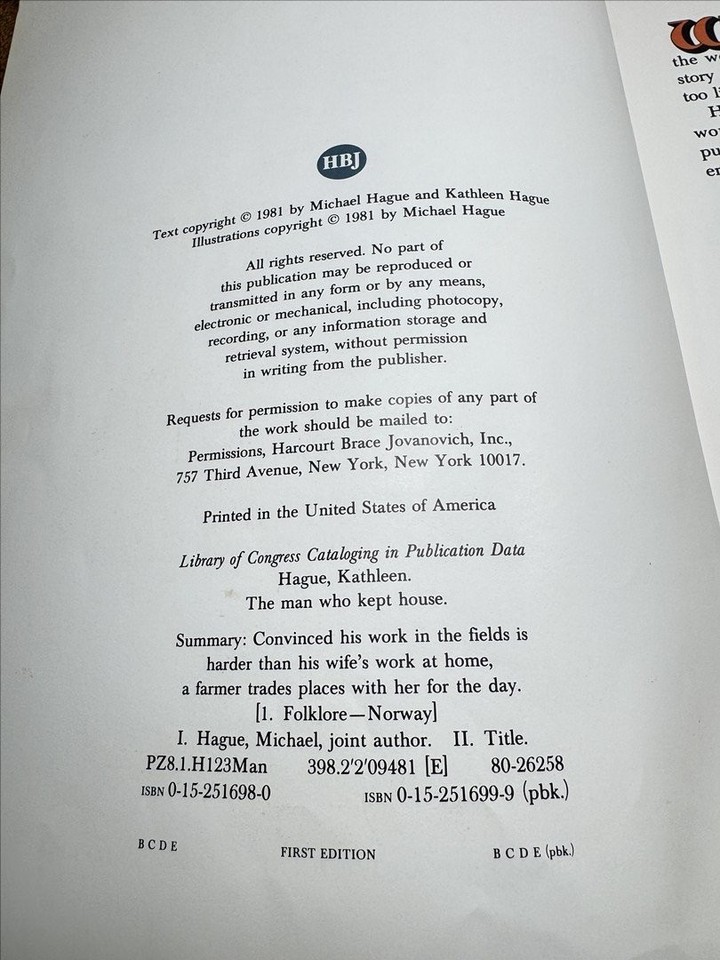 HBJ
Text copyright © 1981 by Michael Hague and Kathleen Hague
Illustrations copyright © 1981 by Michael Hague
All rights reserved. No part of
this publication may be reproduced or
transmitted in any form or by any means,
electronic or mechanical, including photocopy,
recording, or any information storage and
retrieval system, without permission
in writing from the publisher.
Requests for permission to make copies of any part of
the work should be mailed to:
Permissions, Harcourt Brace Jovanovich, Inc.,
757 Third Avenue, New York, New York 10017.
Printed in the United States of America
Library of Congress Cataloging in Publication Data
Hague, Kathleen.
The man who kept house.
Summary: Convinced his work in the fields is
harder than his wife's work at home,
a farmer trades places with her for the day.
[1. Folklore—Norway]
I. Hague, Michael, joint author. II. Title.
PZ8.1.H123Man 398.2'2'09481 [E] 80-26258
ISBN 0-15-251698-0 ISBN 0-15-251699-9 (pbk.)
B C D E FIRST EDITION B C D E (pbk.)
the
story
too